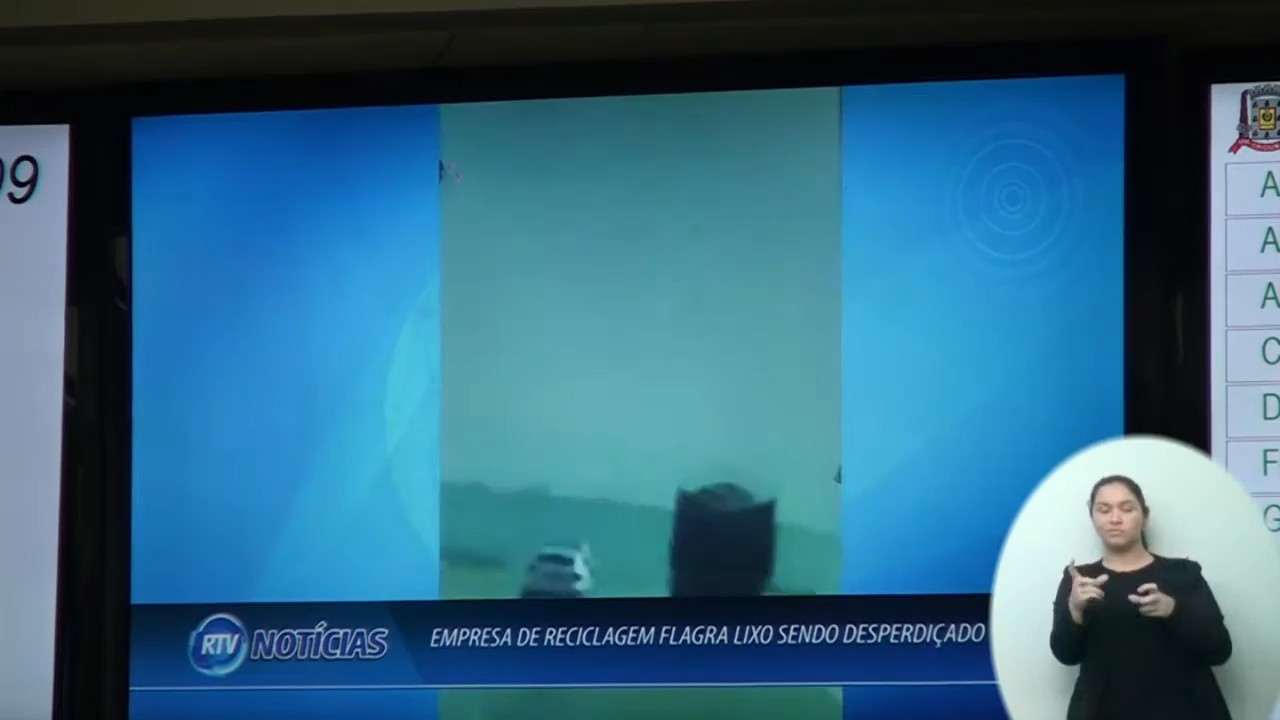 99
RTV NOTÍCIAS
EMPRESA DE RECICLAGEM FLAGRA LIXO SENDO DESPERDIÇADO
A
A
A
C
D
F
G